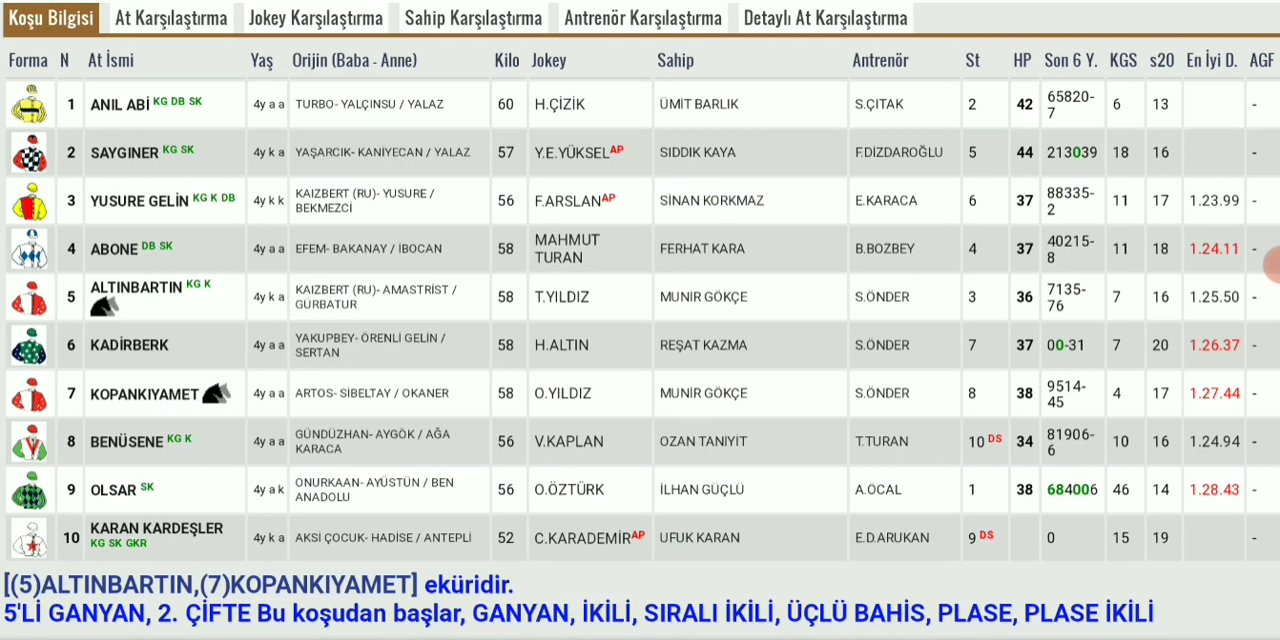 Koşu Bilgisi At Karşılaştırma Jokey Karşılaştırma Sahip Karşılaştırma Antrenör Karşılaştırma Detaylı At Karşılaştırma
Forma N At İsmi Yaş Orijin (Baba - Anne) Kilo Jokey Sahip Antrenör St HP Son 6 Y. KGS s20 En İyi D. AGF
1 ANIL ABİ KG DB SK 4y a a TURBO- YALÇINSU / YALAZ 60 H.ÇİZİK ÜMİT BARLIK S.ÇITAK 2 42 65820-7 6 13 -
2 SAYGINER KG SK 4y k a YAŞARCIK- KANİYECAN / YALAZ 57 Y.E.YÜKSEL AP SIDDIK KAYA F.DİZDAROĞLU 5 44 213039 18 16 -
3 YUSURE GELİN KG K DB 4y k k KAIZBERT (RU)- YUSURE / BEKMEZCİ 56 F.ARSLAN AP SİNAN KORKMAZ E.KARACA 6 37 88335-2 11 17 1.23.99 -
4 ABONE DB SK 4y a a EFEM- BAKANAY / İBOCAN 58 MAHMUT TURAN FERHAT KARA B.BOZBEY 4 37 40215-8 11 18 1.24.11 -
5 ALTINBARTIN KG K 4y k a KAIZBERT (RU)- AMASTRİST / GÜRBATUR 58 T.YILDIZ MUNİR GÖKÇE S.ÖNDER 3 36 7135-76 7 16 1.25.50 -
6 KADİRBERK 4y a a YAKUPBEY- ÖRENLİ GELİN / SERTAN 58 H.ALTIN REŞAT KAZMA S.ÖNDER 7 37 00-31 7 20 1.26.37 -
7 KOPANKIYAMET 4y a a ARTOS- SİBELTAY / OKANER 58 O.YILDIZ MUNİR GÖKÇE S.ÖNDER 8 38 9514-45 4 17 1.27.44 -
8 BENÜSENE KG K 4y a a GÜNDÜZHAN- AYGÖK / AĞA KARACA 56 V.KAPLAN OZAN TANİYİT T.TURAN 10 DS 34 81906-6 10 16 1.24.94 -
9 OLSAR SK 4y a k ONURKAAN- AYÜSTÜN / BEN ANADOLU 56 O.ÖZTÜRK İLHAN GÜÇLÜ A.ÖCAL 1 38 684006 46 14 1.28.43 -
10 KARAN KARDEŞLER KG SK GKR 4y k a AKSİ ÇOCUK- HADİSE / ANTEPLİ 52 C.KARADEMİR AP UFUK KARAN E.D.ARUKAN 9 DS 0 15 19 -
[(5)ALTINBARTIN,(7)KOPANKIYAMET] eküridir.
5'Lİ GANYAN, 2. ÇİFTE Bu koşudan başlar, GANYAN, İKİLİ, SIRALI İKİLİ, ÜÇLÜ BAHİS, PLASE, PLASE İKİLİ